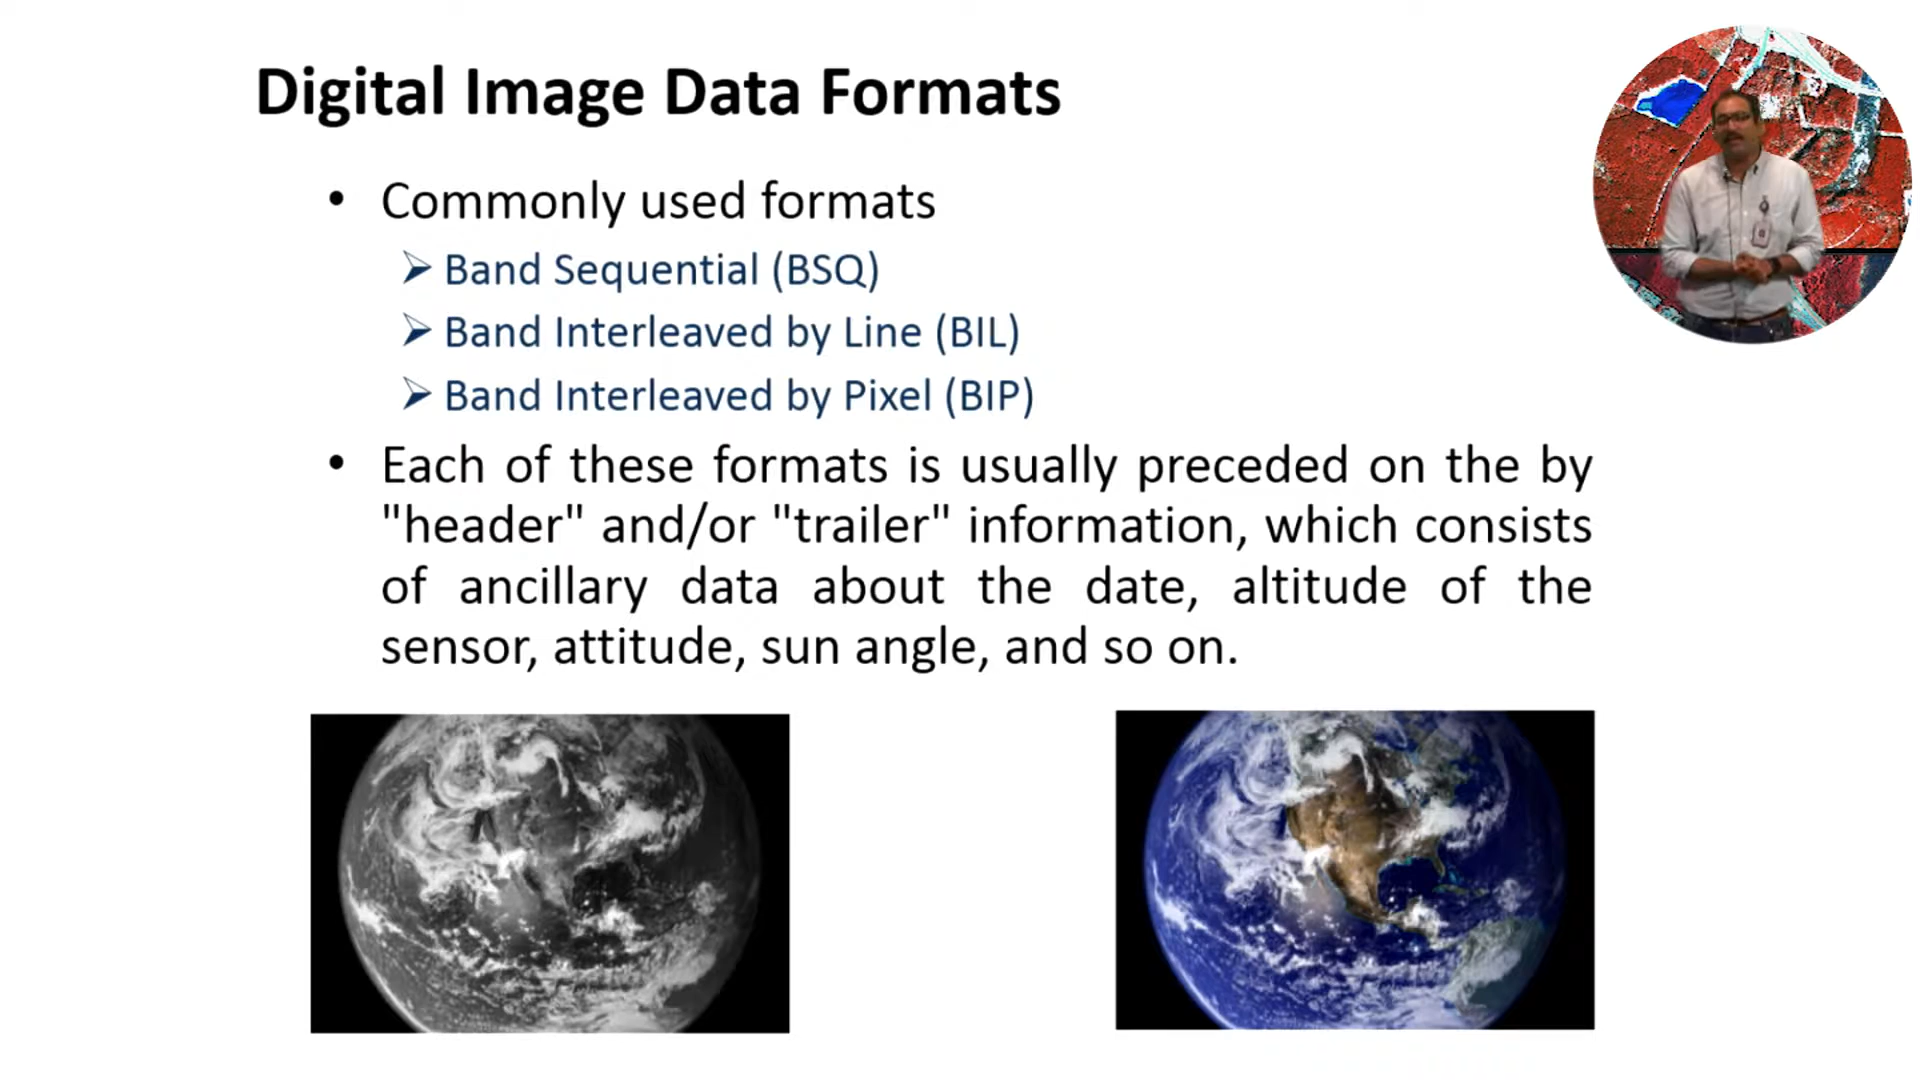 Digital Image Data Formats
• Commonly used formats
➢ Band Sequential (BSQ)
➢ Band Interleaved by Line (BIL)
➢ Band Interleaved by Pixel (BIP)
• Each of these formats is usually preceded on the by
"header" and/or "trailer" information, which consists
of ancillary data about the date, altitude of the
sensor, attitude, sun angle, and so on.